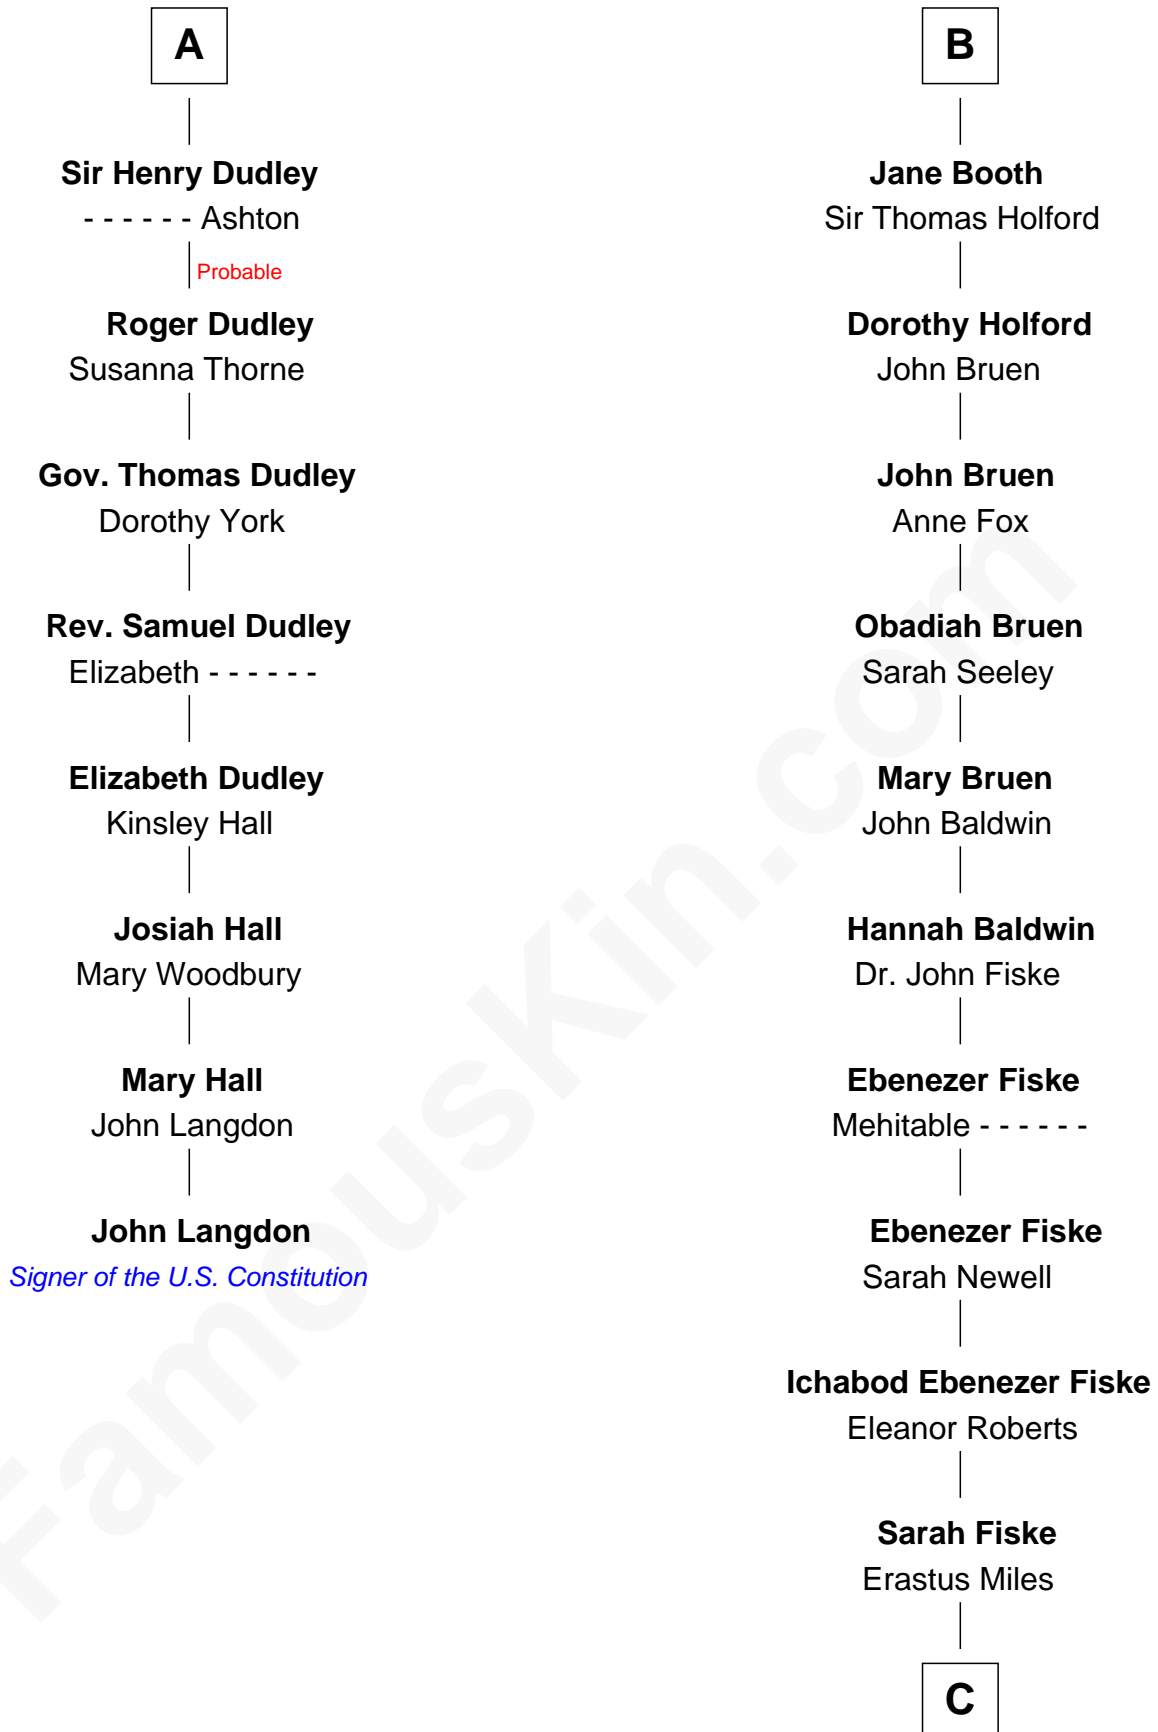 A
Sir Henry Dudley
- - - - - - Ashton
Probable
Roger Dudley
Susanna Thorne
Gov. Thomas Dudley
Dorothy York
Rev. Samuel Dudley
Elizabeth - - - - - -
Elizabeth Dudley
Kinsley Hall
Josiah Hall
Mary Woodbury
Mary Hall
John Langdon
John Langdon
Signer of the U.S. Constitution
B
Jane Booth
Sir Thomas Holford
Dorothy Holford
John Bruen
John Bruen
Anne Fox
Obadiah Bruen
Sarah Seeley
Mary Bruen
John Baldwin
Hannah Baldwin
Dr. John Fiske
Ebenezer Fiske
Mehitable - - - - - -
Ebenezer Fiske
Sarah Newell
Ichabod Ebenezer Fiske
Eleanor Roberts
Sarah Fiske
Erastus Miles
C
FamousKin.com